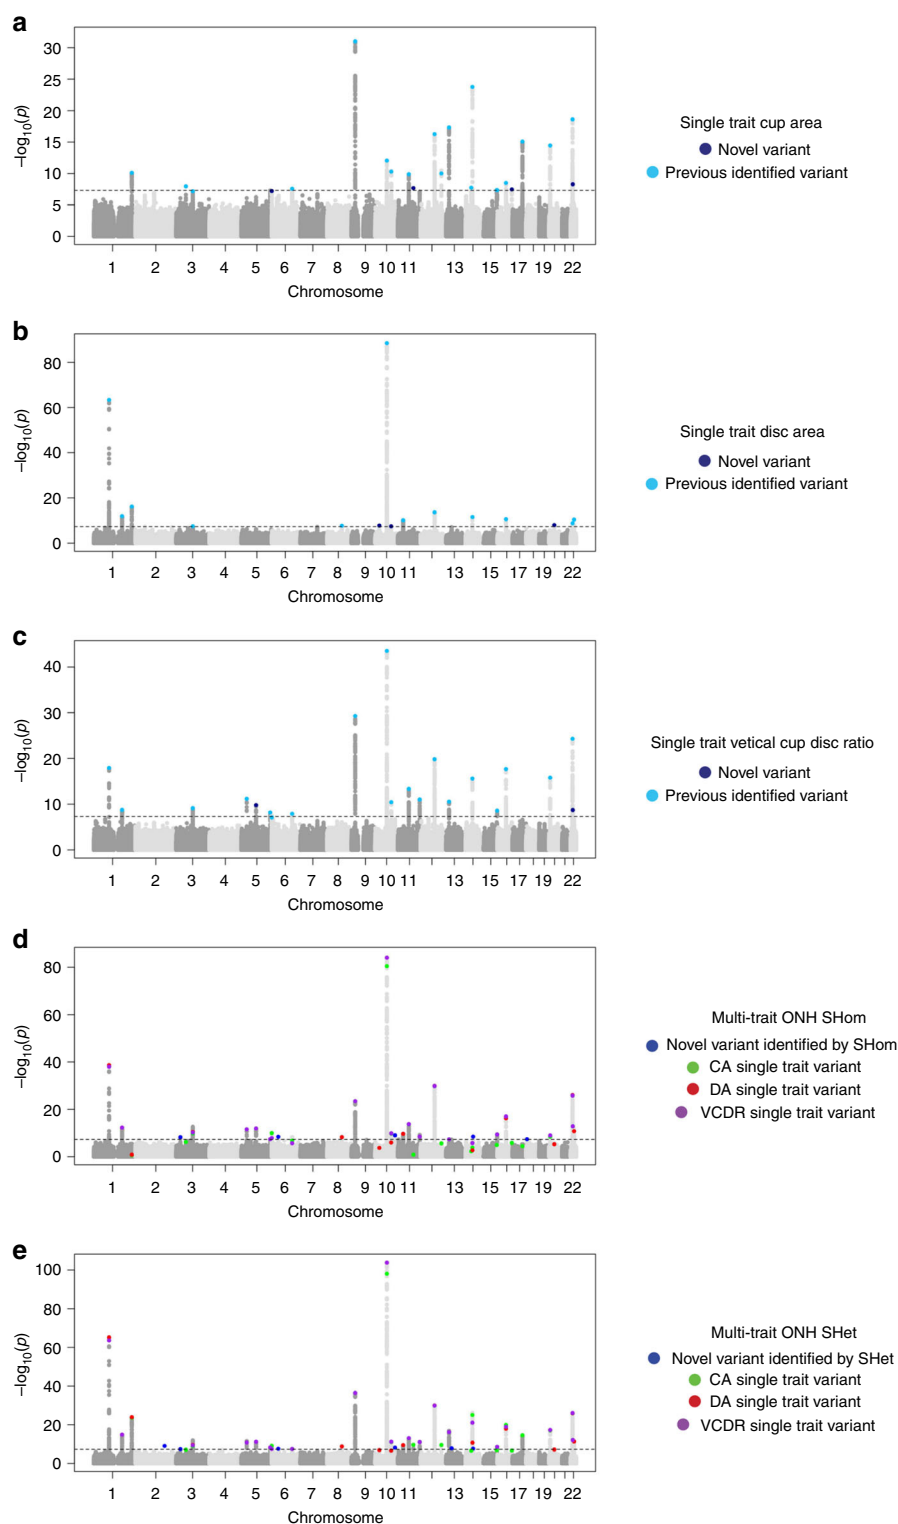 a
30
25
20
15
10
5
0
−log10(p)
1 2 3 4 5 6 7 8 9 10 11 12 13 15 17 19 22
Chromosome
Single trait cup area
Novel variant
Previous identified variant
b
80
60
40
20
0
−log10(p)
1 2 3 4 5 6 7 8 9 10 11 12 13 15 17 19 22
Chromosome
Single trait disc area
Novel variant
Previous identified variant
c
40
30
20
10
0
−log10(p)
1 2 3 4 5 6 7 8 9 10 11 12 13 15 17 19 22
Chromosome
Single trait vetical cup disc ratio
Novel variant
Previous identified variant
d
80
60
40
20
0
−log10(p)
1 2 3 4 5 6 7 8 9 10 11 12 13 15 17 19 22
Chromosome
Multi-trait ONH SHom
Novel variant identified by SHom
CA single trait variant
DA single trait variant
VCDR single trait variant
e
100
80
60
40
20
0
−log10(p)
1 2 3 4 5 6 7 8 9 10 11 12 13 15 17 19 22
Chromosome
Multi-trait ONH SHet
Novel variant identified by SHet
CA single trait variant
DA single trait variant
VCDR single trait variant